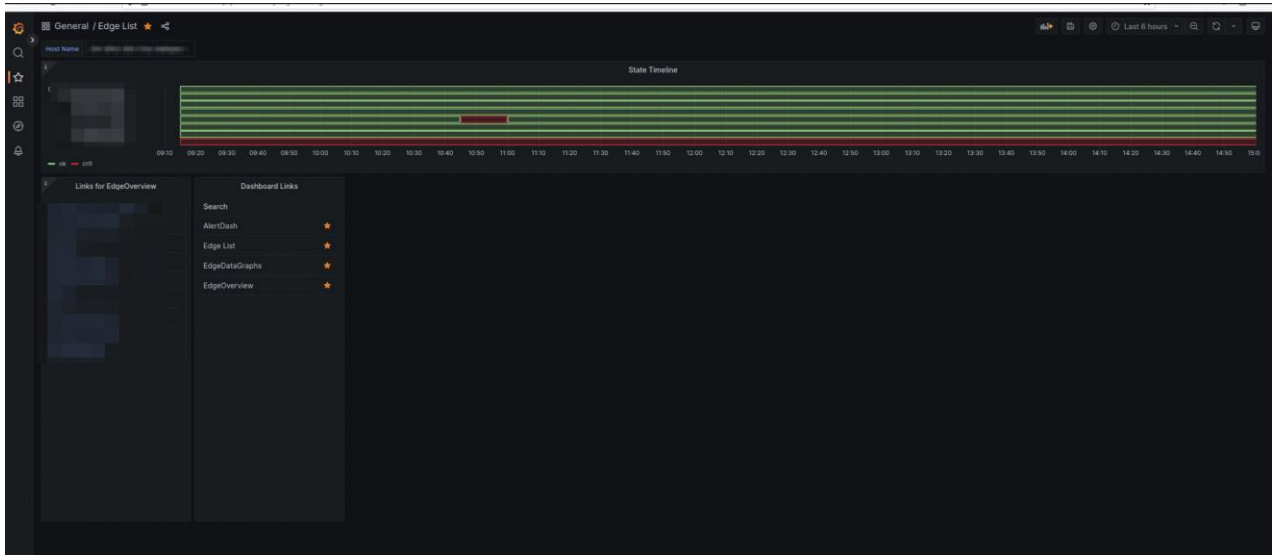 General / Edge List
Last 6 hours
Host Name
State Timeline
09:10 09:20 09:30 09:40 09:50 10:00 10:10 10:20 10:30 10:40 10:50 11:00 11:10 11:20 11:30 11:40 11:50 12:00 12:10 12:20 12:30 12:40 12:50 13:00 13:10 13:20 13:30 13:40 13:50 14:00 14:10 14:20 14:30 14:40 14:50 15:0
ok crit
Links for EdgeOverview
Dashboard Links
Search
AlertDash
Edge List
EdgeDataGraphs
EdgeOverview